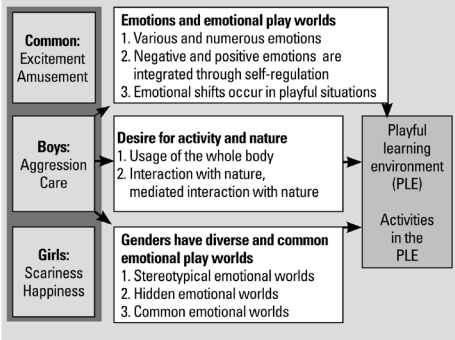 Common:
Excitement
Amusement
Boys:
Aggression
Care
Girls:
Scariness
Happiness
Emotions and emotional play worlds
1. Various and numerous emotions
2. Negative and positive emotions are
integrated through self-regulation
3. Emotional shifts occur in playful situations
Desire for activity and nature
1. Usage of the whole body
2. Interaction with nature,
mediated interaction with nature
Genders have diverse and common
emotional play worlds
1. Stereotypical emotional worlds
2. Hidden emotional worlds
3. Common emotional worlds
Playful
learning
environment
(PLE)
Activities
in the
PLE